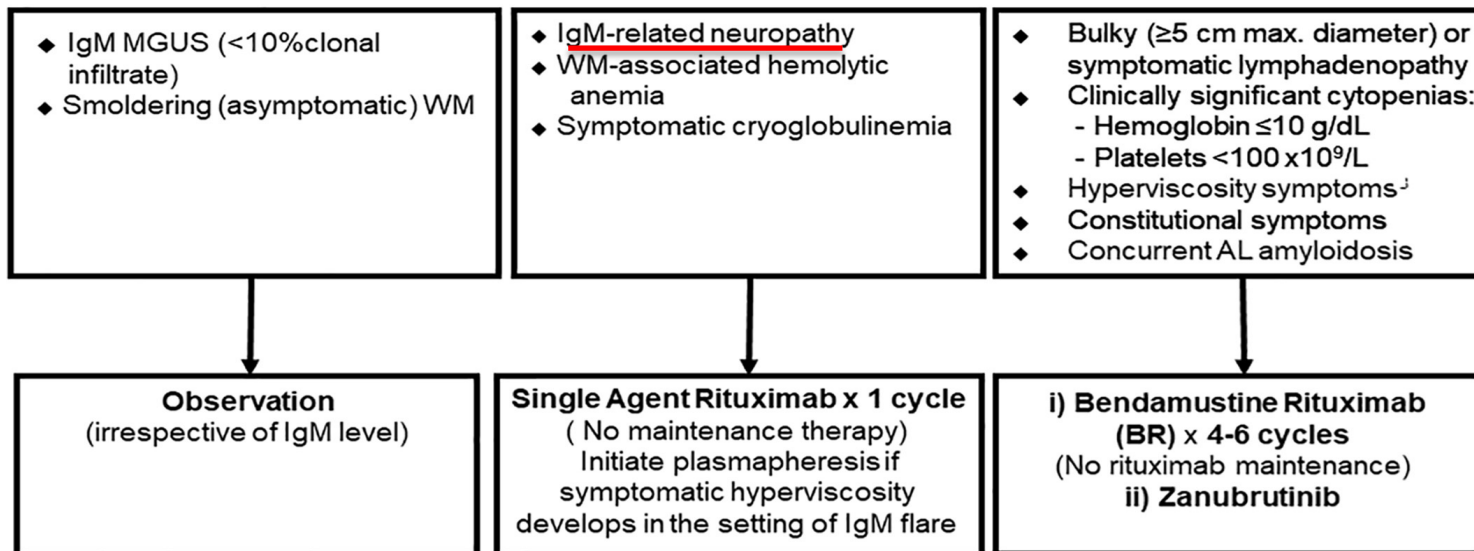 ◆ IgM MGUS (<10%clonal
infiltrate)
◆ Smoldering (asymptomatic) WM
◆ IgM-related neuropathy
◆ WM-associated hemolytic
anemia
◆ Symptomatic cryoglobulinemia
◆ Bulky (≥5 cm max. diameter) or
symptomatic lymphadenopathy
◆ Clinically significant cytopenias:
- Hemoglobin ≤10 g/dL
- Platelets <100 x10⁹/L
◆ Hyperviscosity symptoms
◆ Constitutional symptoms
◆ Concurrent AL amyloidosis
Observation
(irrespective of IgM level)
Single Agent Rituximab x 1 cycle
( No maintenance therapy)
Initiate plasmapheresis if
symptomatic hyperviscosity
develops in the setting of IgM flare
i) Bendamustine Rituximab
(BR) x 4-6 cycles
(No rituximab maintenance)
ii) Zanubrutinib